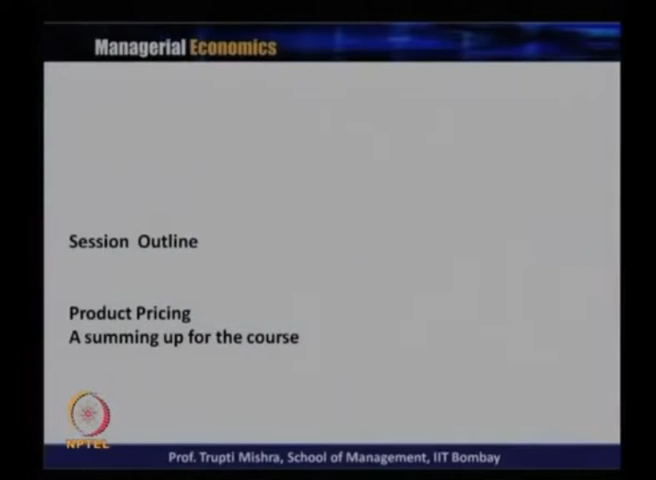 Managerial Economics
Session Outline
Product Pricing
A summing up for the course
NPTEL
Prof. Trupti Mishra, School of Management, IIT Bombay